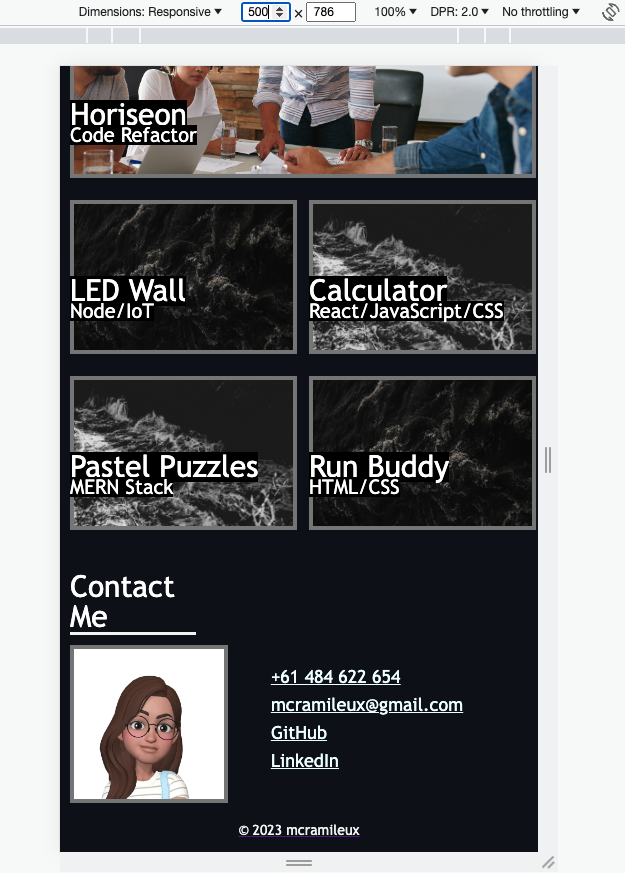 Dimensions: Responsive ▼ 500 × 786 100% ▼ DPR: 2.0 ▼ No throttling ▼
Horiseon
Code Refactor
LED Wall
Node/IoT
Calculator
React/JavaScript/CSS
Pastel Puzzles
MERN Stack
Run Buddy
HTML/CSS
Contact
Me
+61 484 622 654
mcramileux@gmail.com
GitHub
LinkedIn
© 2023 mcramileux